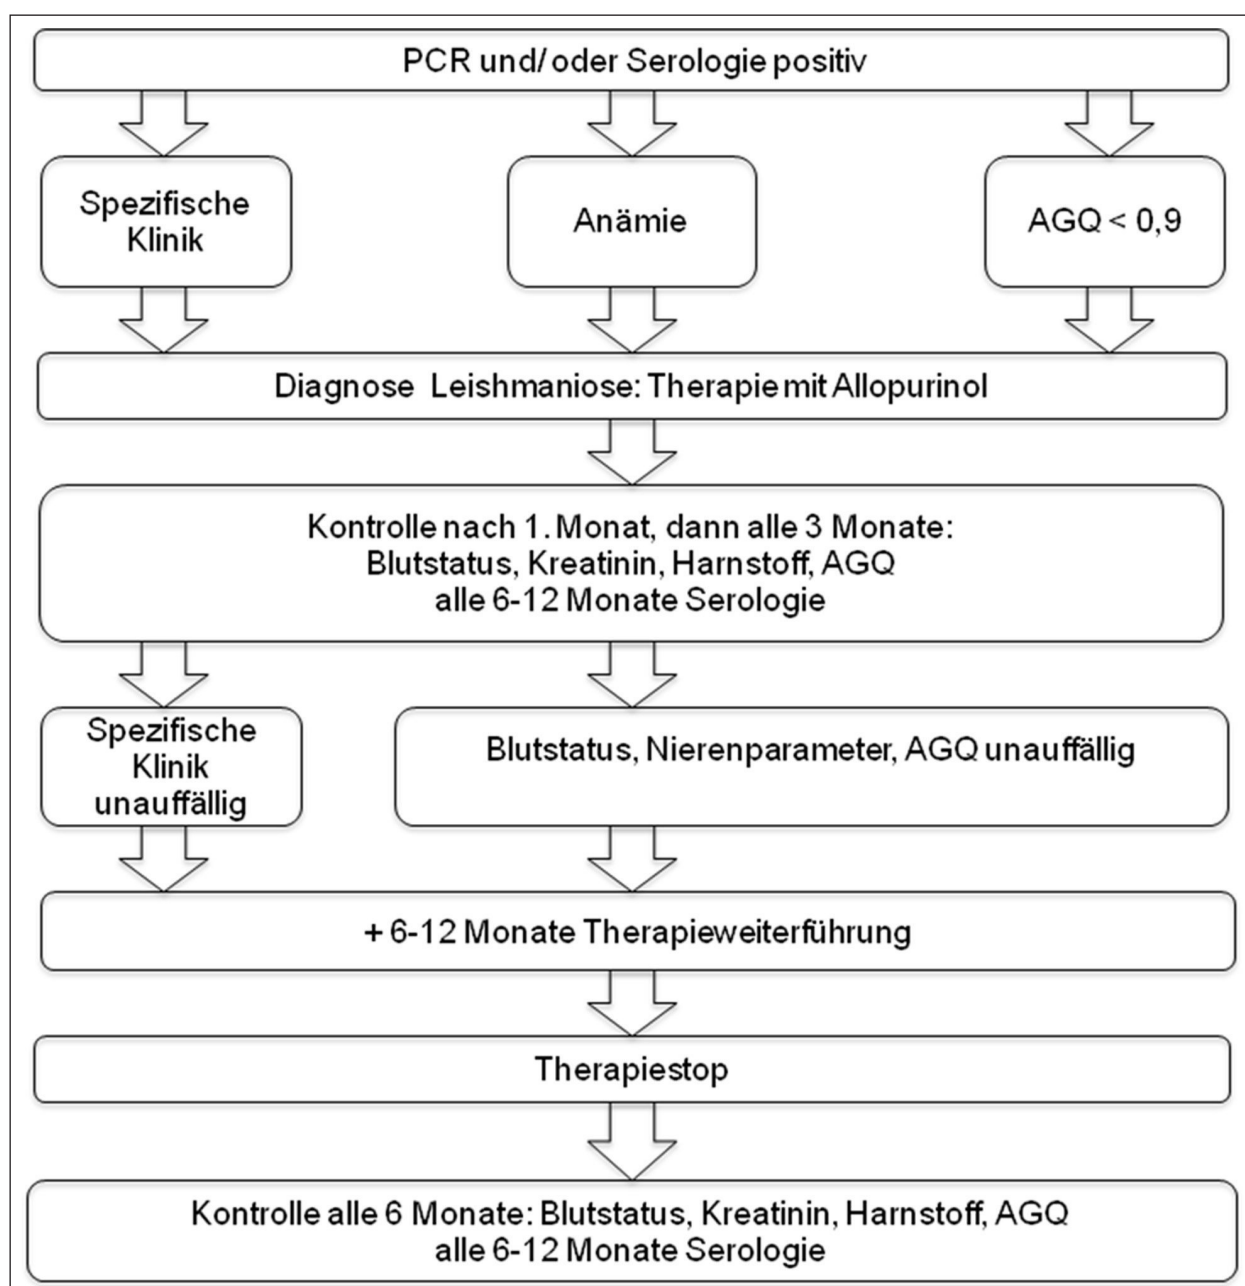 PCR und/oder Serologie positiv
Spezifische
Klinik
Anämie
AGQ < 0,9
Diagnose Leishmaniose: Therapie mit Allopurinol
Kontrolle nach 1. Monat, dann alle 3 Monate:
Blutstatus, Kreatinin, Harnstoff, AGQ
alle 6-12 Monate Serologie
Spezifische
Klinik
unauffällig
Blutstatus, Nierenparameter, AGQ unauffällig
+ 6-12 Monate Therapieweiterführung
Therapiestop
Kontrolle alle 6 Monate: Blutstatus, Kreatinin, Harnstoff, AGQ
alle 6-12 Monate Serologie